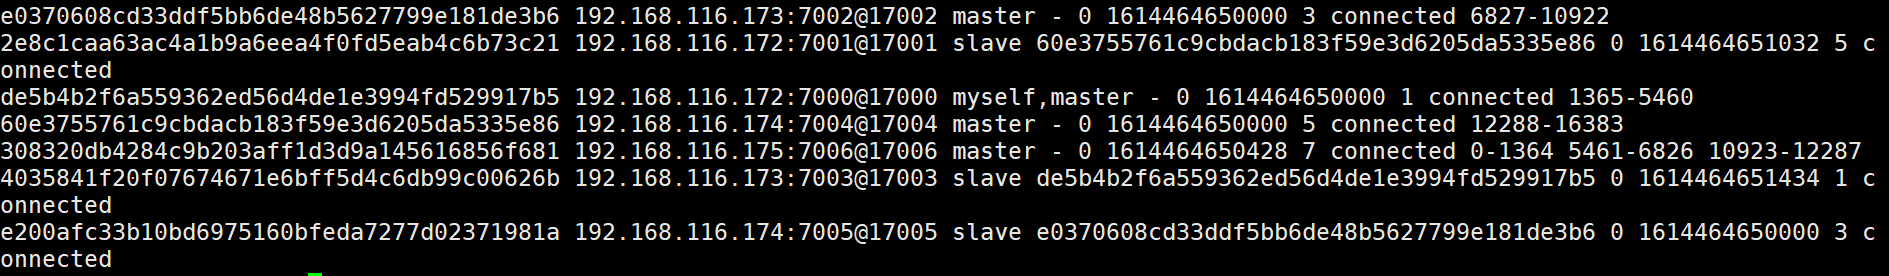 e0370608cd33ddf5bb6de48b5627799e181de3b6 192.168.116.173:7002@17002 master - 0 1614464650000 3 connected 6827-10922
2e8c1caa63ac4a1b9a6eea4f0fd5eab4c6b73c21 192.168.116.172:7001@17001 slave 60e3755761c9cbdacb183f59e3d6205da5335e86 0 1614464651032 5 c
onnected
de5b4b2f6a559362ed56d4de1e3994fd529917b5 192.168.116.172:7000@17000 myself,master - 0 1614464650000 1 connected 1365-5460
60e3755761c9cbdacb183f59e3d6205da5335e86 192.168.116.174:7004@17004 master - 0 1614464650000 5 connected 12288-16383
308320db4284c9b203aff1d3d9a145616856f681 192.168.116.175:7006@17006 master - 0 1614464650428 7 connected 0-1364 5461-6826 10923-12287
4035841f20f07674671e6bff5d4c6db99c00626b 192.168.116.173:7003@17003 slave de5b4b2f6a559362ed56d4de1e3994fd529917b5 0 1614464651434 1 c
onnected
e200afc33b10bd6975160bfeda7277d02371981a 192.168.116.174:7005@17005 slave e0370608cd33ddf5bb6de48b5627799e181de3b6 0 1614464650000 3 c
onnected